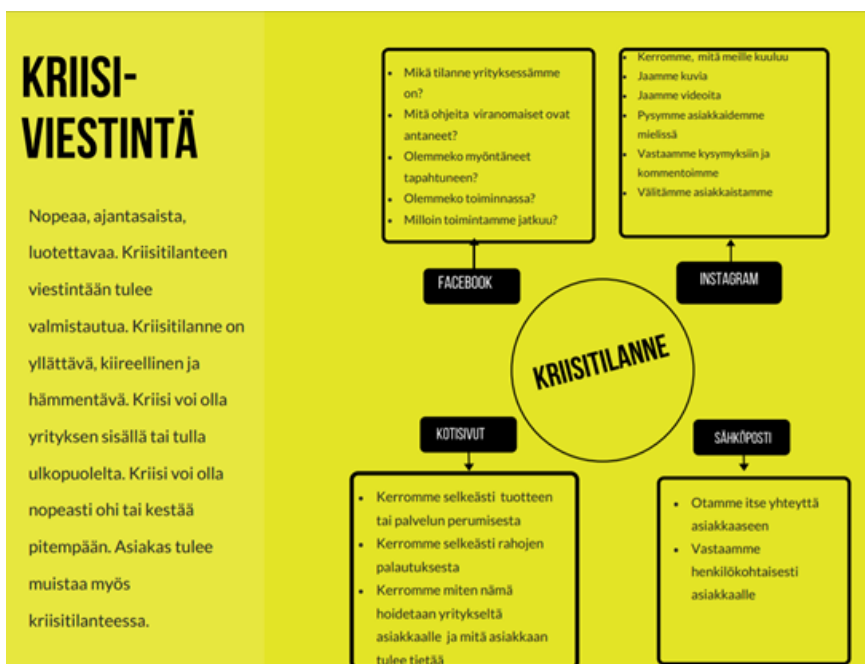 KRIISI-
VIESTINTÄ
Nopeaa, ajantasaista,
luotettavaa. Kriisitilanteen
viestintään tulee
valmistautua. Kriisitilanne on
yllättävä, kiireellinen ja
hämmentävä. Kriisi voi olla
yrityksen sisällä tai tulla
ulkopuolelta. Kriisi voi olla
nopeasti ohi tai kestää
pitempään. Asiakas tulee
muistaa myös
kriisitilanteessa.
• Mikä tilanne yrityksessämme
on?
• Mitä ohjeita viranomaiset ovat
antaneet?
• Olemmeko myöntäneet
tapahtuneen?
• Olemmeko toiminnassa?
• Milloin toimintamme jatkuu?
FACEBOOK
• Kerromme, mitä meille kuuluu
• Jaamme kuvia
• Jaamme videoita
• Pysymme asiakkaidemme
mielissä
• Vastaamme kysymyksiin ja
kommentoimme
• Välitämme asiakkaistamme
INSTAGRAM
KRIISITILANNE
KOTISIVUT
• Kerromme selkeästi tuotteen
tai palvelun perumisesta
• Kerromme selkeästi rahojen
palautuksesta
• Kerromme miten nämä
hoidetaan yritykseltä
asiakkaalle ja mitä asiakkaan
tulee tietää
SÄHKÖPOSTI
• Otamme itse yhteyttä
asiakkaaseen
• Vastaamme
henkilökohtaisesti
asiakkaalle